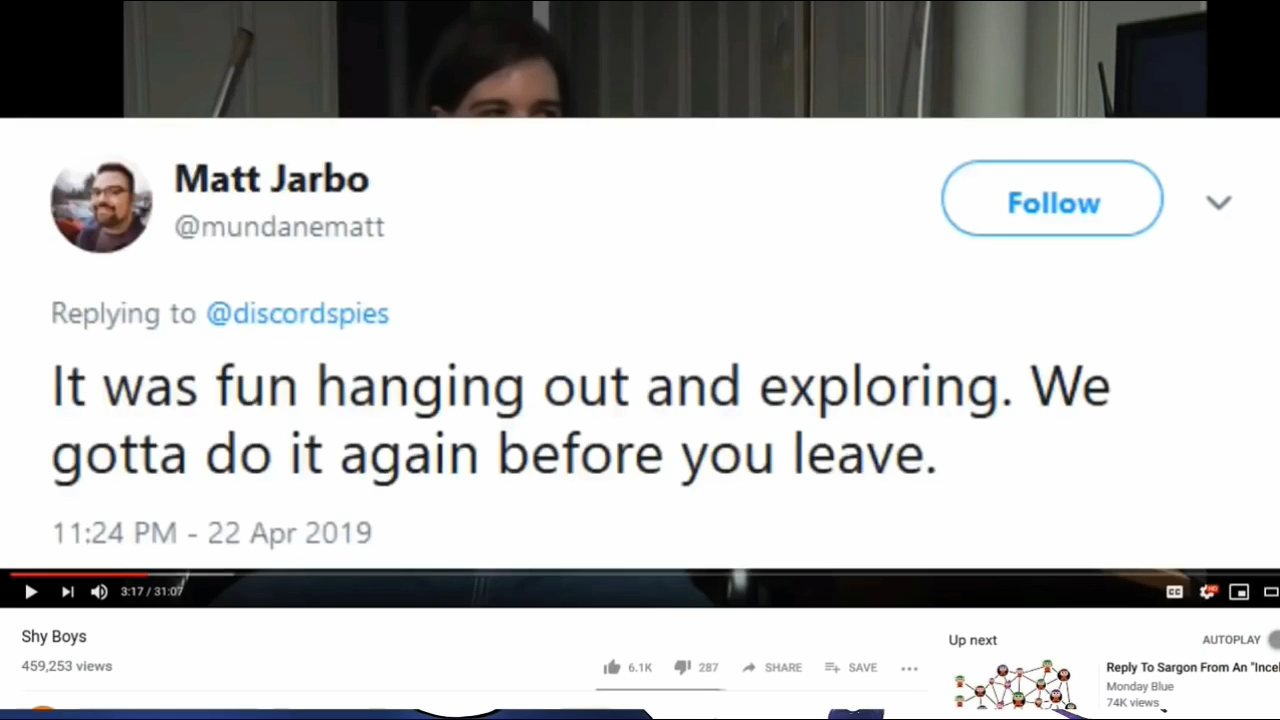 Matt Jarbo
@mundanematt
Follow
Replying to @discordspies
It was fun hanging out and exploring. We
gotta do it again before you leave.
11:24 PM - 22 Apr 2019
3:17 / 31:07
CC
HD
Shy Boys
459,253 views
6.1K
287
SHARE
SAVE
Up next
AUTOPLAY
Reply To Sargon From An "Incel
Monday Blue
74K views